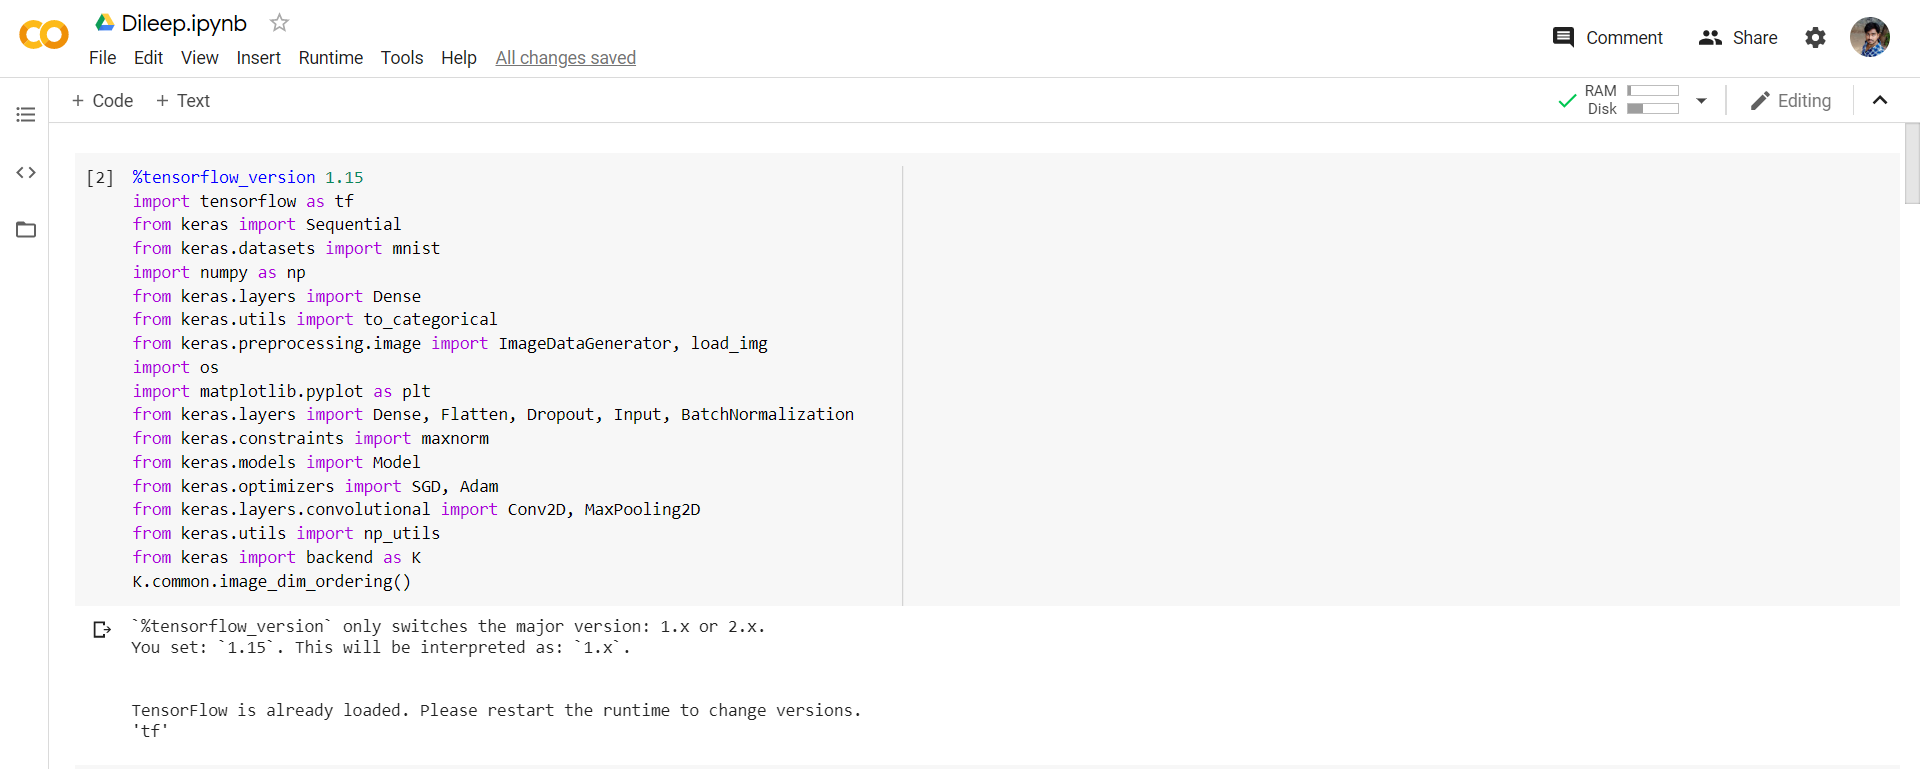 Dileep.ipynb
File Edit View Insert Runtime Tools Help All changes saved
Comment Share
+ Code + Text
RAM
Disk
Editing
[2] %tensorflow_version 1.15
import tensorflow as tf
from keras import Sequential
from keras.datasets import mnist
import numpy as np
from keras.layers import Dense
from keras.utils import to_categorical
from keras.preprocessing.image import ImageDataGenerator, load_img
import os
import matplotlib.pyplot as plt
from keras.layers import Dense, Flatten, Dropout, Input, BatchNormalization
from keras.constraints import maxnorm
from keras.models import Model
from keras.optimizers import SGD, Adam
from keras.layers.convolutional import Conv2D, MaxPooling2D
from keras.utils import np_utils
from keras import backend as K
K.common.image_dim_ordering()
`%tensorflow_version` only switches the major version: 1.x or 2.x.
You set: `1.15`. This will be interpreted as: `1.x`.
TensorFlow is already loaded. Please restart the runtime to change versions.
'tf'